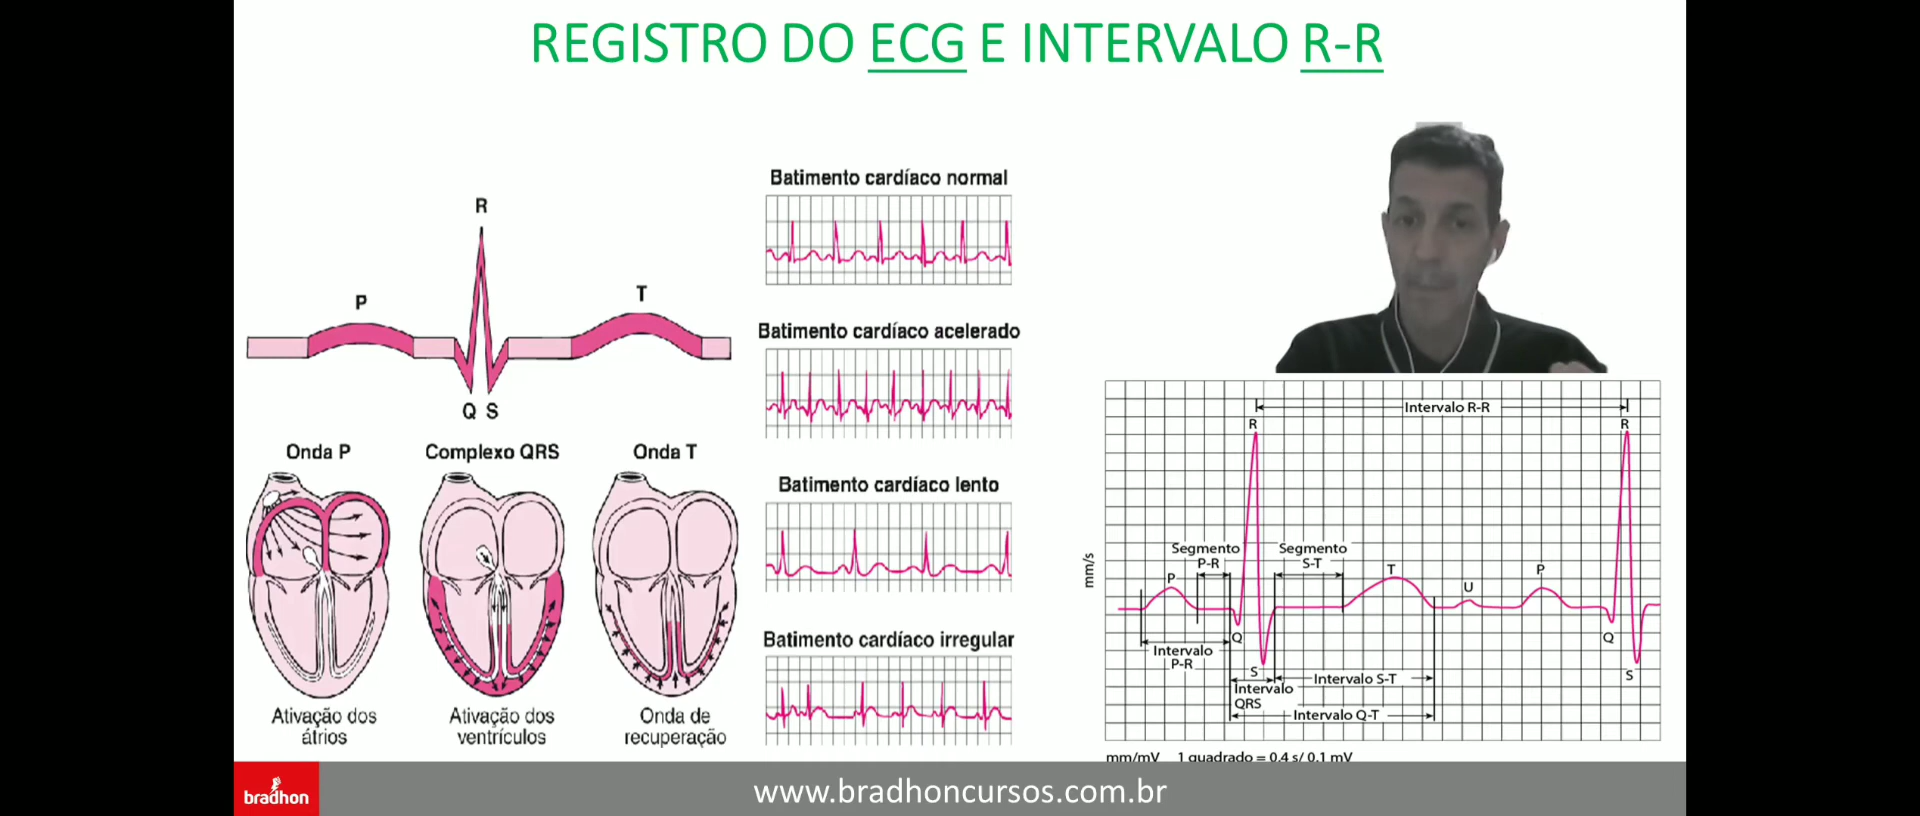 REGISTRO DO ECG E INTERVALO R-R
R
P
T
Q S
Onda P
Complexo QRS
Onda T
Ativação dos
átrios
Ativação dos
ventrículos
Onda de
recuperação
Batimento cardíaco normal
Batimento cardíaco acelerado
Batimento cardíaco lento
Batimento cardíaco irregular
Intervalo R-R
R
R
Segmento
P-R
Segmento
S-T
mm/s
P
T
U
P
Q
Q
Intervalo
P-R
S
S
Intervalo S-T
Intervalo
QRS
Intervalo Q-T
mm/mV 1 quadrado = 0.4 s/ 0.1 mV
bradhon
www.bradhoncursos.com.br